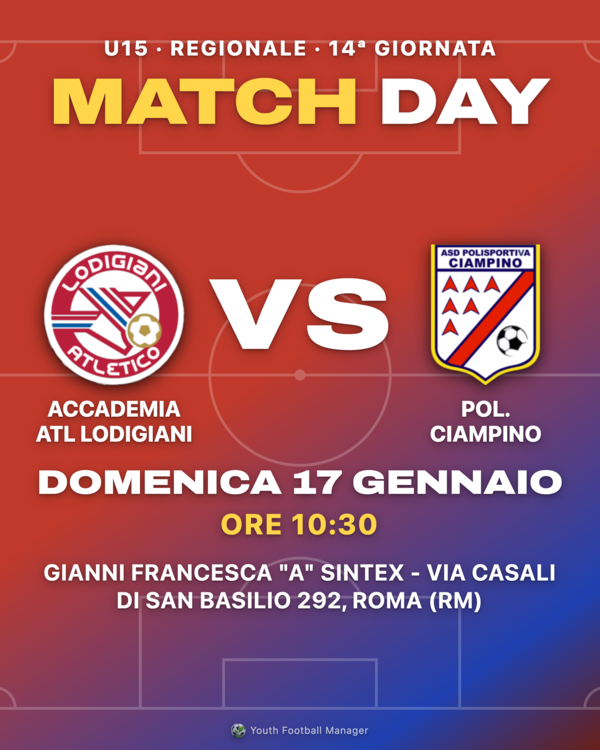 U15 · REGIONALE · 14ª GIORNATA
MATCH DAY
LODIGIANI
ATLETICO
VS
ASD POLISPORTIVA
CIAMPINO
ACCADEMIA
ATL LODIGIANI
POL.
CIAMPINO
DOMENICA 17 GENNAIO
ORE 10:30
GIANNI FRANCESCA "A" SINTEX - VIA CASALI
DI SAN BASILIO 292, ROMA (RM)
Youth Football Manager